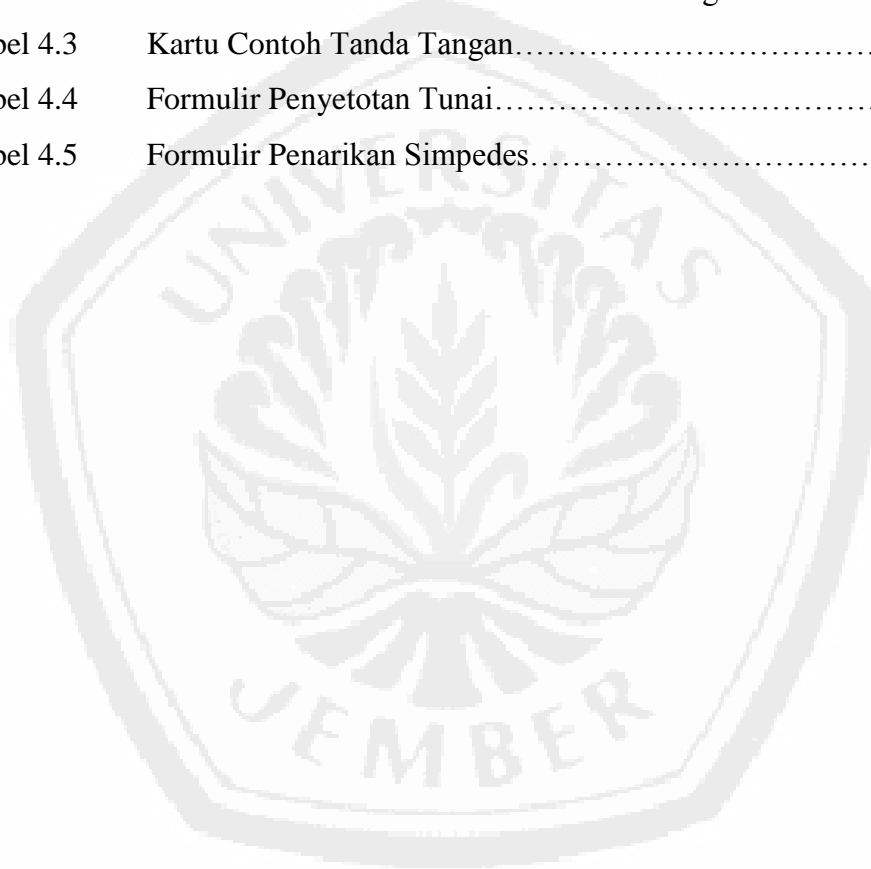 bel 4.3 Kartu Contoh Tanda Tangan……………………………
bel 4.4 Formulir Penyetotan Tunai……………………………
bel 4.5 Formulir Penarikan Simpedes…………………………
UNIVERSITAS
JEMBER